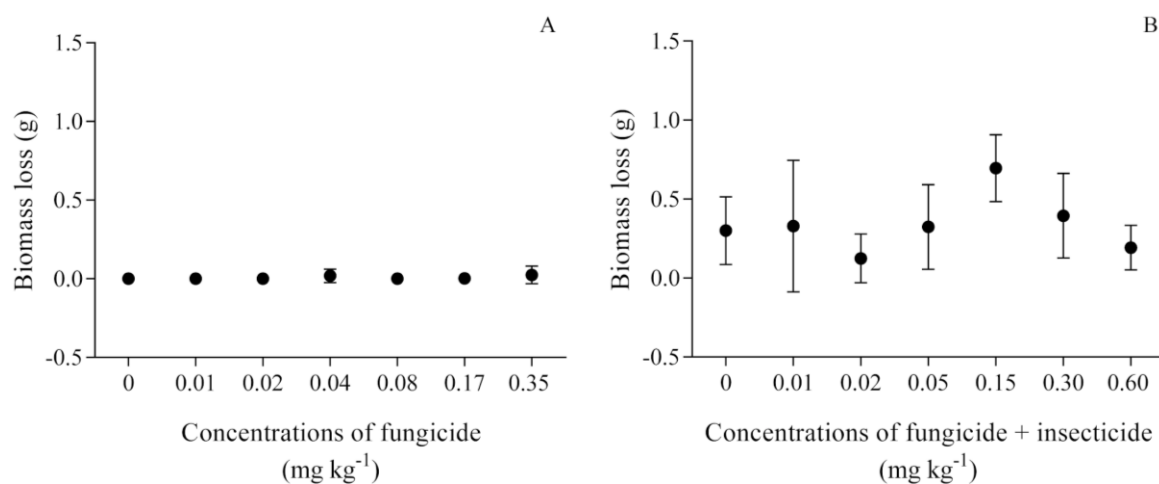 A
1.5
1.0
0.5
0.0
-0.5
Biomass loss (g)
0 0.01 0.02 0.04 0.08 0.17 0.35
Concentrations of fungicide
(mg kg⁻¹)
B
1.5
1.0
0.5
0.0
-0.5
Biomass loss (g)
0 0.01 0.02 0.05 0.15 0.30 0.60
Concentrations of fungicide + insecticide
(mg kg⁻¹)